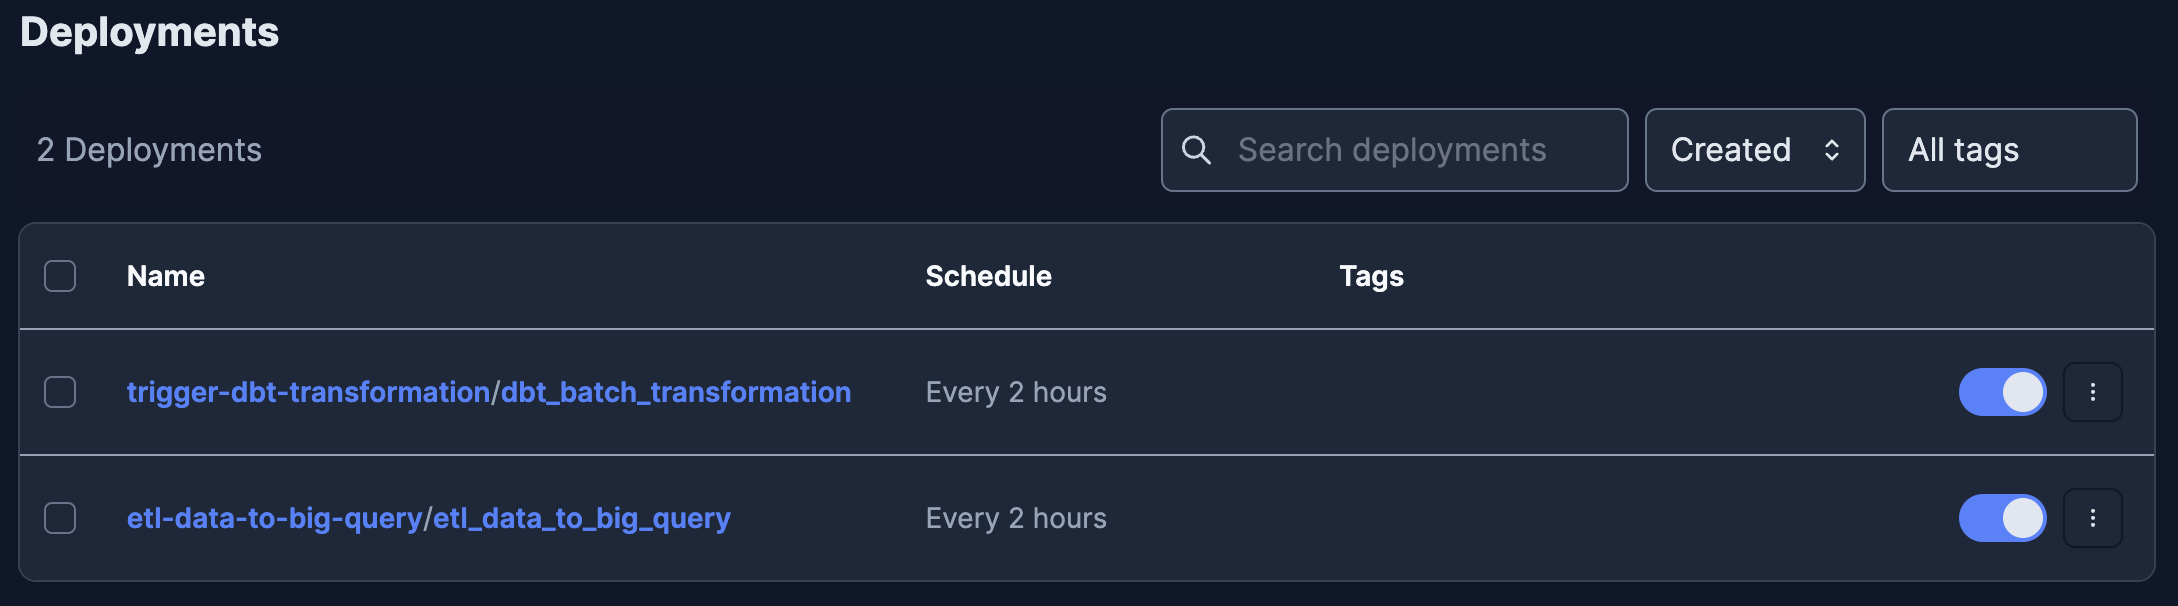 Deployments
2 Deployments
Search deployments
Created
All tags
Name Schedule Tags
trigger-dbt-transformation/dbt_batch_transformation Every 2 hours
etl-data-to-big-query/etl_data_to_big_query Every 2 hours